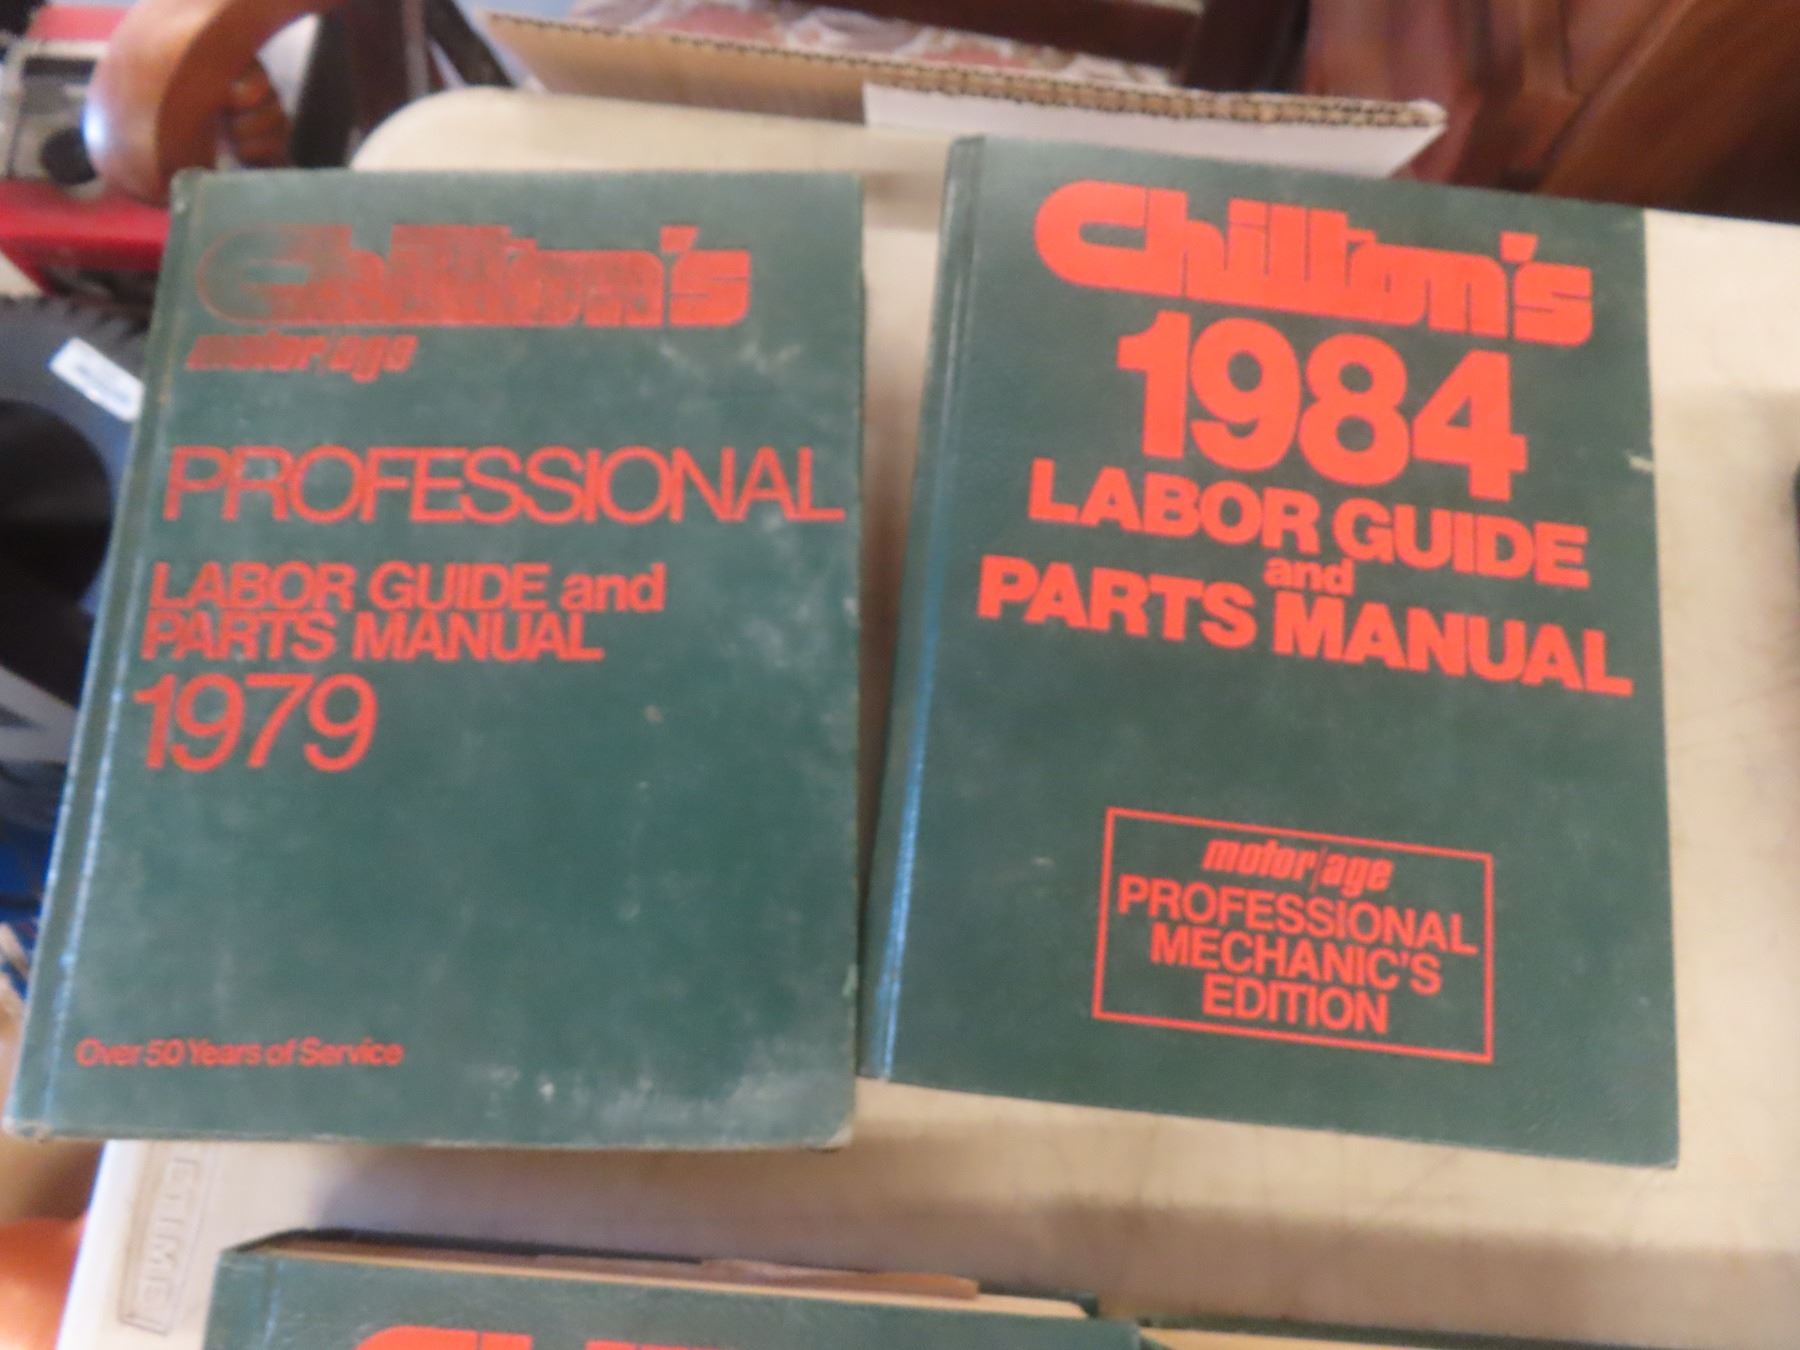 Chilton's
motor/age
PROFESSIONAL
LABOR GUIDE and
PARTS MANUAL
1979
Over 50 Years of Service
Chilton's
1984
LABOR GUIDE
and
PARTS MANUAL
motor/age
PROFESSIONAL
MECHANIC'S
EDITION